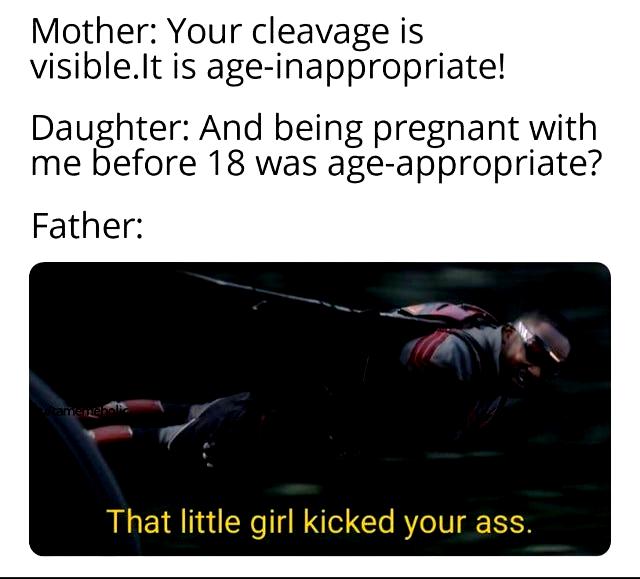 Mother: Your cleavage is
visible.It is age-inappropriate!
Daughter: And being pregnant with
me before 18 was age-appropriate?
Father:
That little girl kicked your ass.